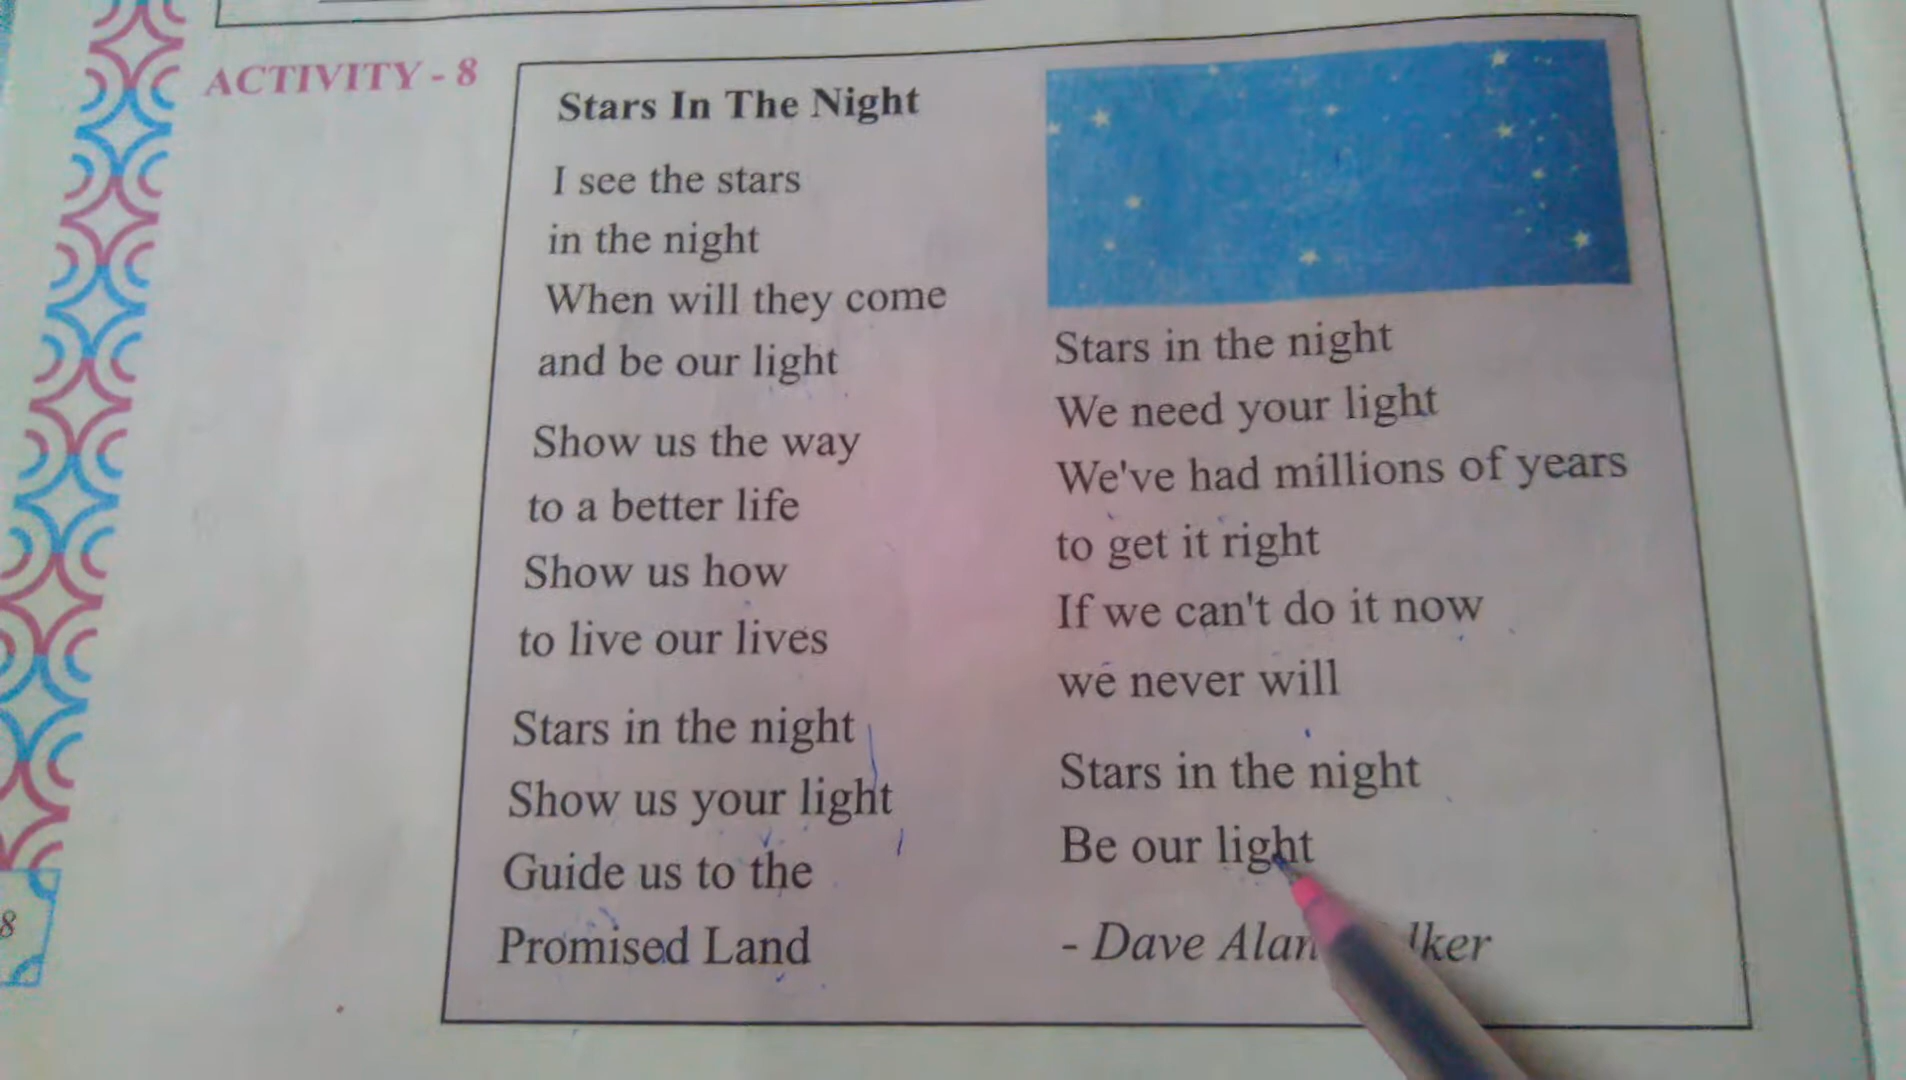 ACTIVITY - 8
Stars In The Night
I see the stars
in the night
When will they come
and be our light
Show us the way
to a better life
Show us how
to live our lives
Stars in the night
Show us your light
Guide us to the
Promised Land
Stars in the night
We need your light
We've had millions of years
to get it right
If we can't do it now
we never will
Stars in the night
Be our light
- Dave Alan
8